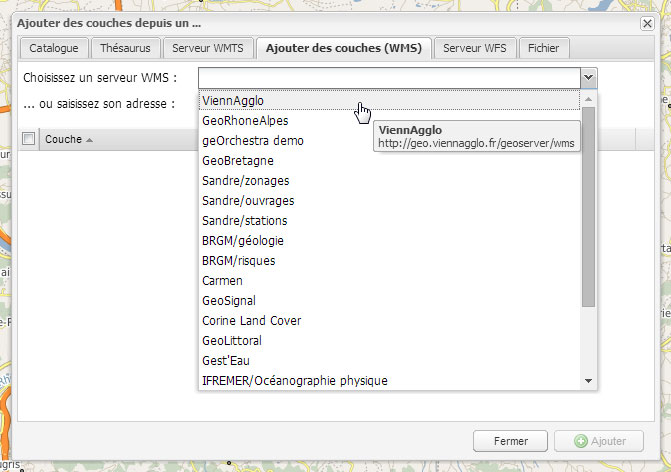 Ajouter des couches depuis un ...
Catalogue Thésaurus Serveur WMTS Ajouter des couches (WMS) Serveur WFS Fichier
Choisissez un serveur WMS :
... ou saisissez son adresse :
Couche
ViennAgglo
GeoRhoneAlpes
geOrchestra demo
GeoBretagne
Sandre/zonages
Sandre/ouvrages
Sandre/stations
BRGM/géologie
BRGM/risques
Carmen
GeoSignal
Corine Land Cover
GeoLittoral
Gest'Eau
IFREMER/Océanographie physique
ViennAgglo
http://geo.viennagglo.fr/geoserver/wms
Fermer Ajouter